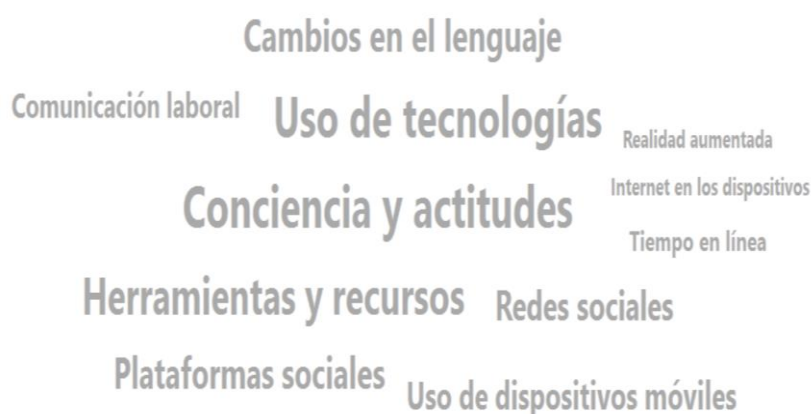 Cambios en el lenguaje
Comunicación laboral
Uso de tecnologías
Realidad aumentada
Conciencia y actitudes
Internet en los dispositivos
Tiempo en línea
Herramientas y recursos
Redes sociales
Plataformas sociales
Uso de dispositivos móviles